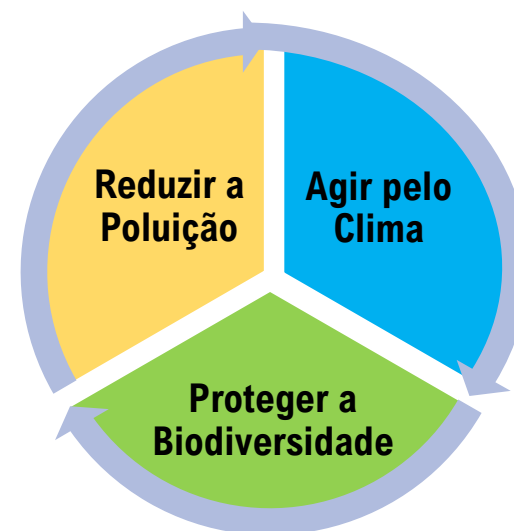 Reduzir a
Poluição
Agir pelo
Clima
Proteger a
Biodiversidade